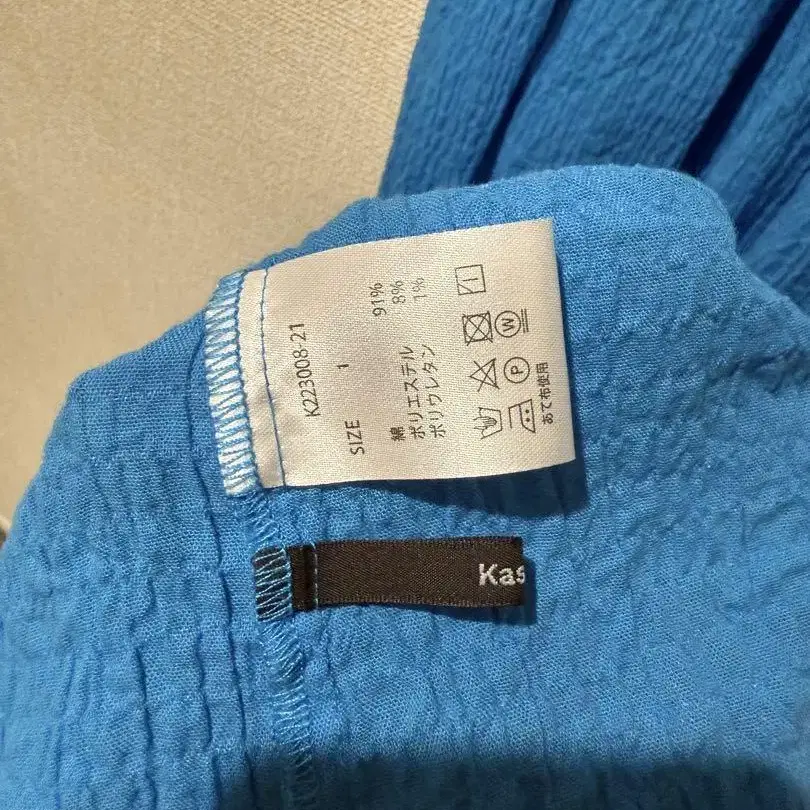 K223008-21
SIZE 1
綿 91%
ポリエステル 8%
ポリウレタン 1%
W
P
あて布使用
Kas